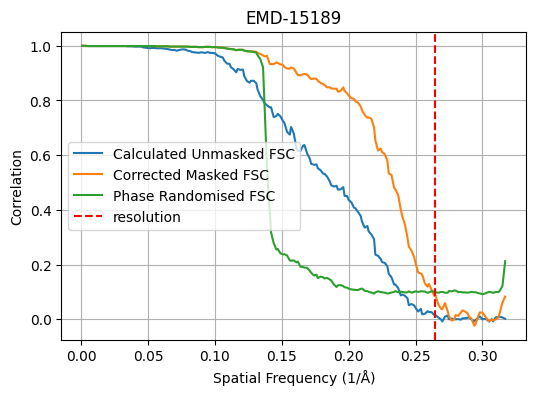 EMD-15189
1.0
0.8
0.6
0.4
0.2
0.0
Correlation
Calculated Unmasked FSC
Corrected Masked FSC
Phase Randomised FSC
resolution
0.00 0.05 0.10 0.15 0.20 0.25 0.30
Spatial Frequency (1/Å)